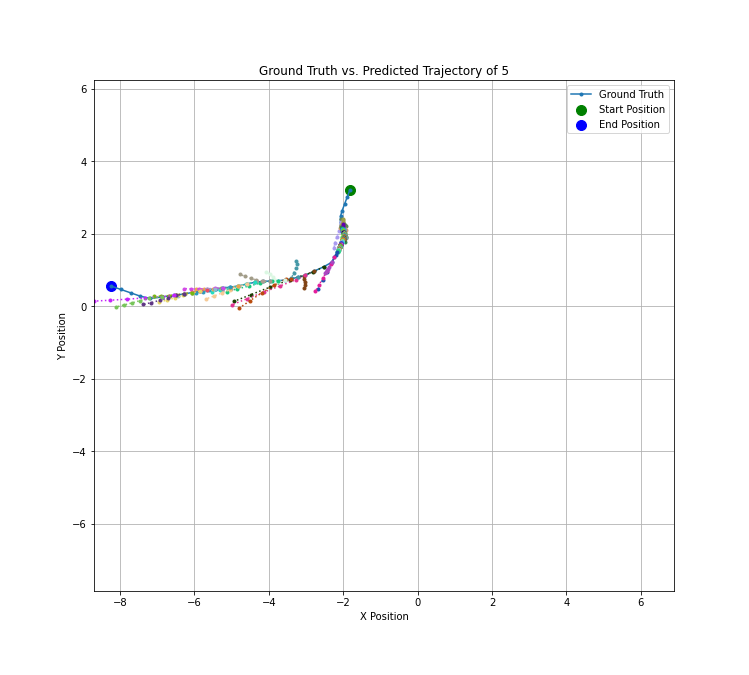 Ground Truth vs. Predicted Trajectory of 5
Ground Truth
Start Position
End Position
6
4
2
0
−2
−4
−6
Y Position
−8
−6
−4
−2
0
2
4
6
X Position